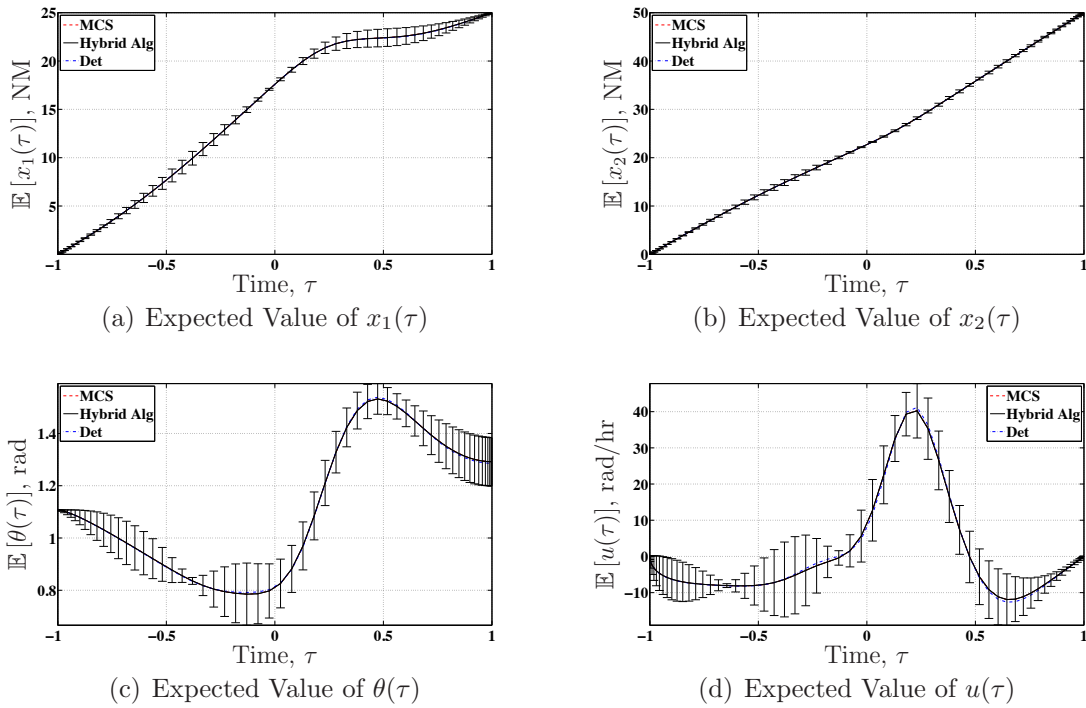 E [x₁(τ)], NM
25
20
15
10
5
MCS
Hybrid Alg
Det
−1
−0.5
0
0.5
1
Time, τ
(a) Expected Value of x₁(τ)
E [x₂(τ)], NM
50
40
30
20
10
0
MCS
Hybrid Alg
Det
−1
−0.5
0
0.5
1
Time, τ
(b) Expected Value of x₂(τ)
E [θ(τ)], rad
1.4
1.2
1
0.8
MCS
Hybrid Alg
Det
−1
−0.5
0
0.5
1
Time, τ
(c) Expected Value of θ(τ)
E [u(τ)], rad/hr
40
30
20
10
0
−10
MCS
Hybrid Alg
Det
−1
−0.5
0
0.5
1
Time, τ
(d) Expected Value of u(τ)